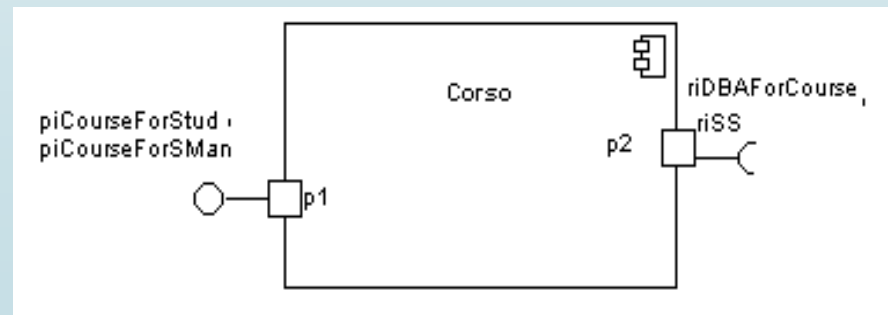 Corso
riDBAForCourse,
riSS
piCourseForStud,
piCourseForSMan
p2
p1